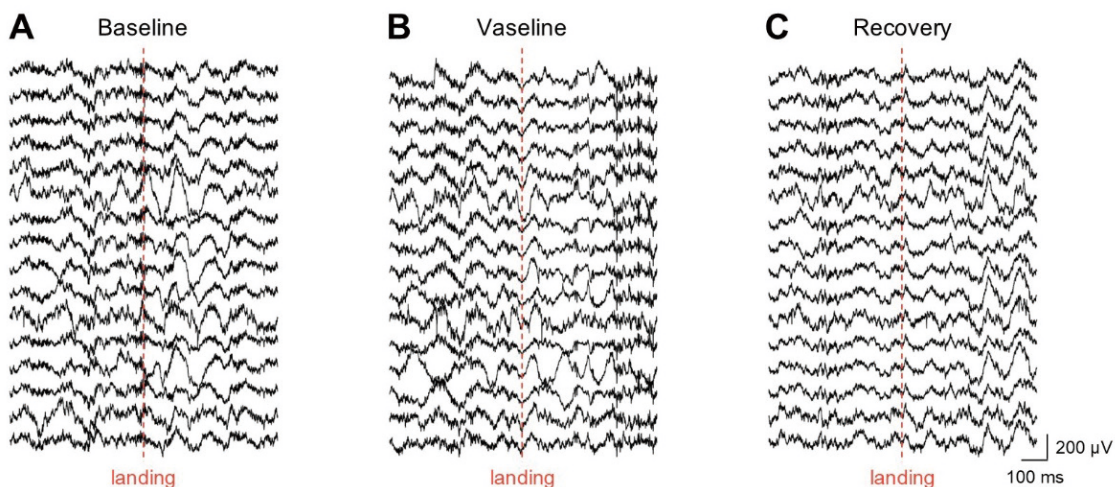 A Baseline
B Vaseline
C Recovery
landing
landing
landing
200 µV
100 ms